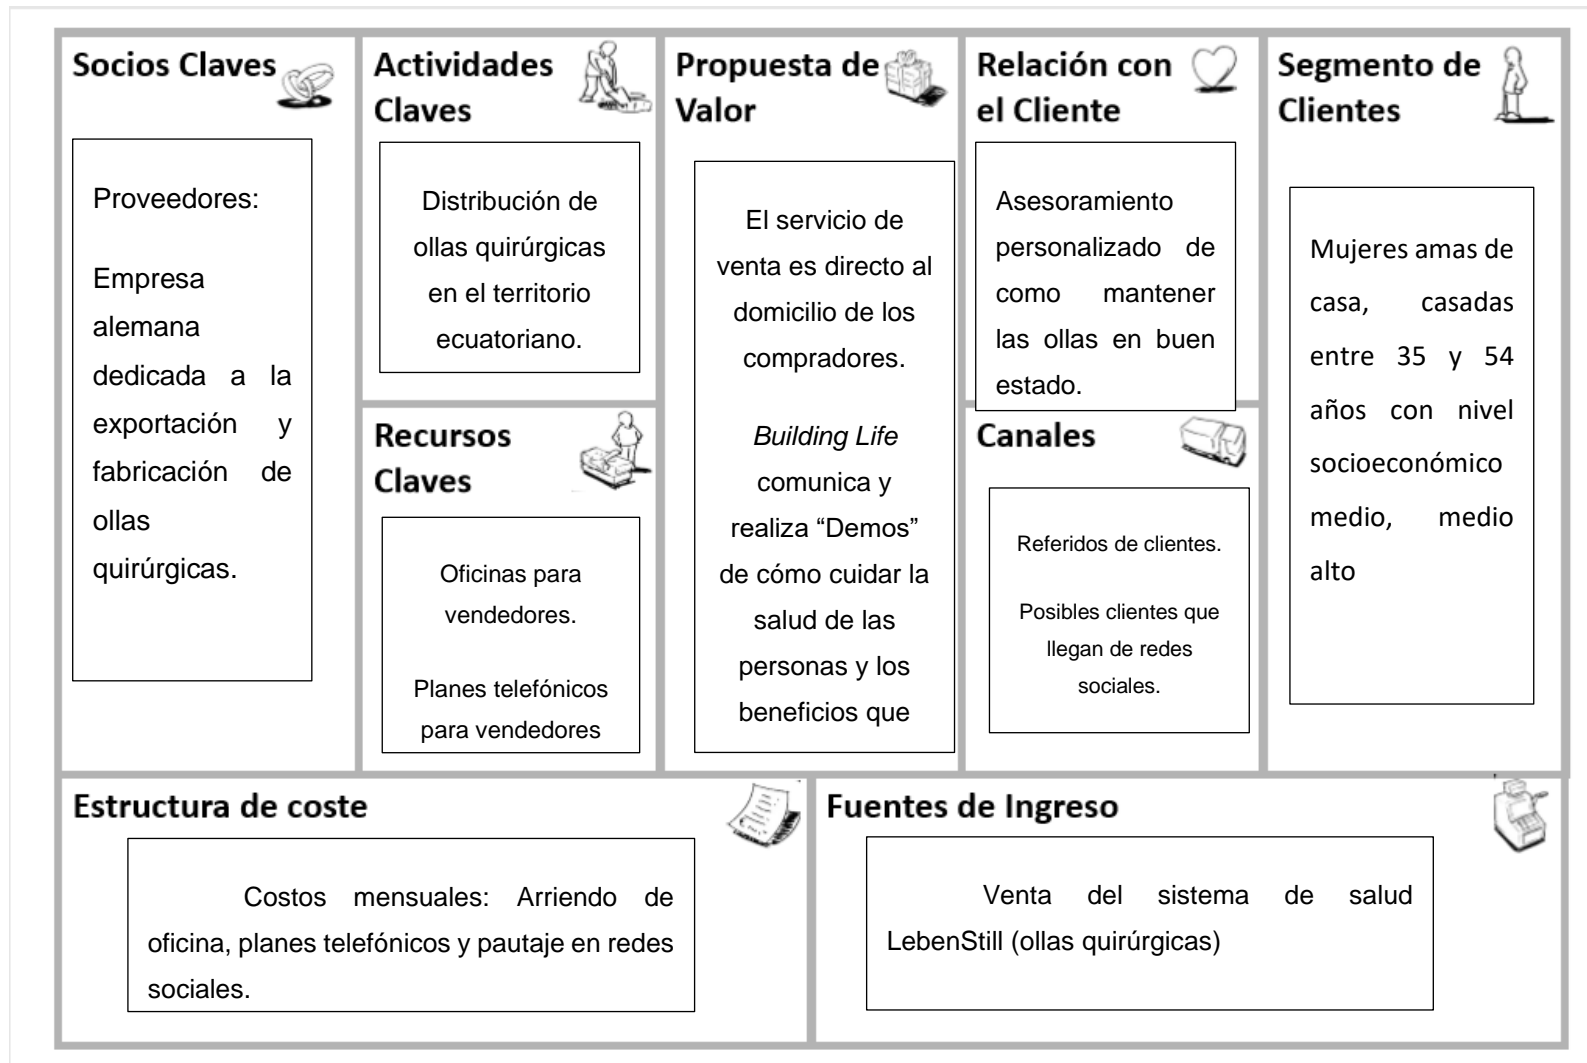 Socios Claves
Proveedores:
Empresa
alemana
dedicada a la
exportación y
fabricación de
ollas
quirúrgicas.
Actividades
Claves
Distribución de
ollas quirúrgicas
en el territorio
ecuatoriano.
Recursos
Claves
Oficinas para
vendedores.
Planes telefónicos
para vendedores
Propuesta de
Valor
El servicio de
venta es directo al
domicilio de los
compradores.
Building Life
comunica y
realiza “Demos”
de cómo cuidar la
salud de las
personas y los
beneficios que
Relación con
el Cliente
Asesoramiento
personalizado de
como mantener
las ollas en buen
estado.
Canales
Referidos de clientes.
Posibles clientes que
llegan de redes
sociales.
Segmento de
Clientes
Mujeres amas de
casa, casadas
entre 35 y 54
años con nivel
socioeconómico
medio, medio
alto
Estructura de coste
Costos mensuales: Arriendo de
oficina, planes telefónicos y pautaje en redes
sociales.
Fuentes de Ingreso
Venta del sistema de salud
LebenStill (ollas quirúrgicas)